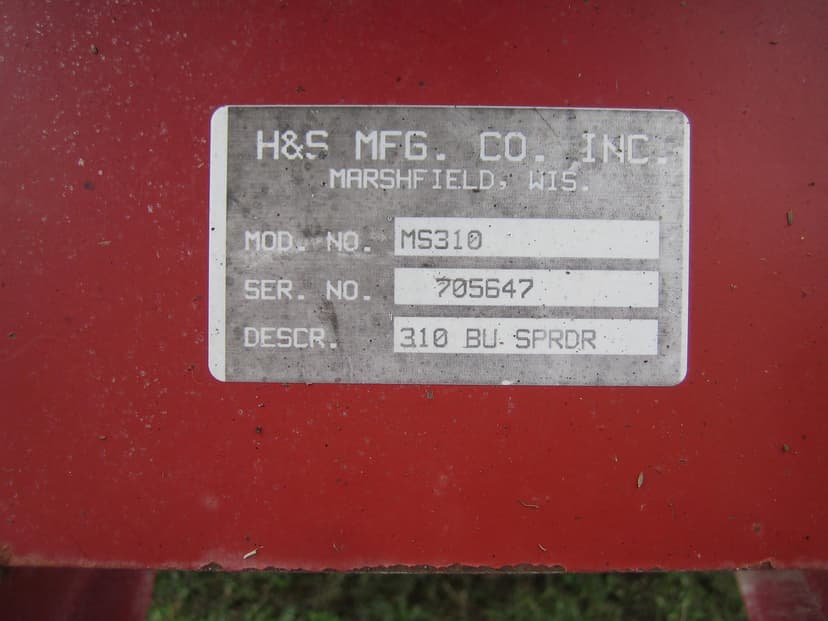 H&S MFG. CO. INC.
MARSHFIELD, WIS.
MOD. NO. MS310
SER. NO. 705647
DESCR. 310 BU SPRDR